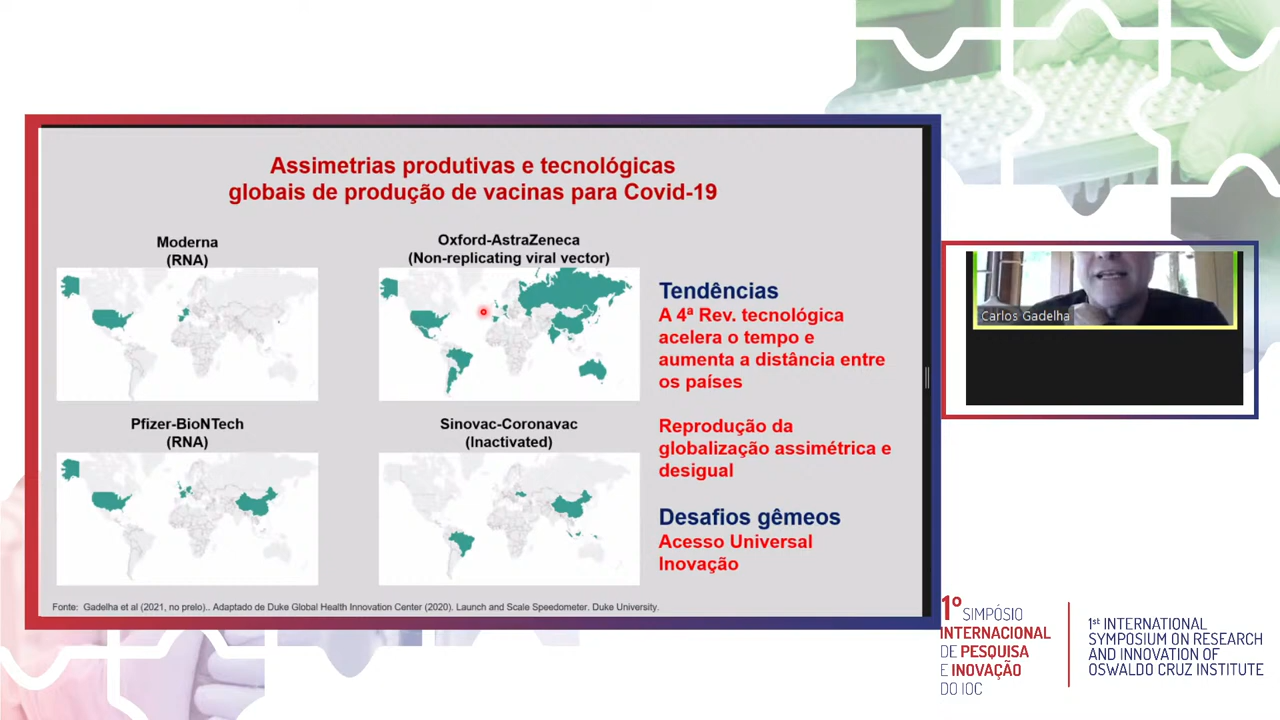 Assimetrias produtivas e tecnológicas
globais de produção de vacinas para Covid-19
Moderna
(RNA)
Oxford-AstraZeneca
(Non-replicating viral vector)
Pfizer-BioNTech
(RNA)
Sinovac-Coronavac
(Inactivated)
Tendências
A 4ª Rev. tecnológica
acelera o tempo e
aumenta a distância entre
os países
Reprodução da
globalização assimétrica e
desigual
Desafios gêmeos
Acesso Universal
Inovação
Fonte: Gadelha et al (2021, no prelo).. Adaptado de Duke Global Health Innovation Center (2020). Launch and Scale Speedometer. Duke University.
Carlos Gadelha
1º SIMPÓSIO
INTERNACIONAL
DE PESQUISA
E INOVAÇÃO
DO IOC
1st INTERNATIONAL
SYMPOSIUM ON RESEARCH
AND INNOVATION OF
OSWALDO CRUZ INSTITUTE